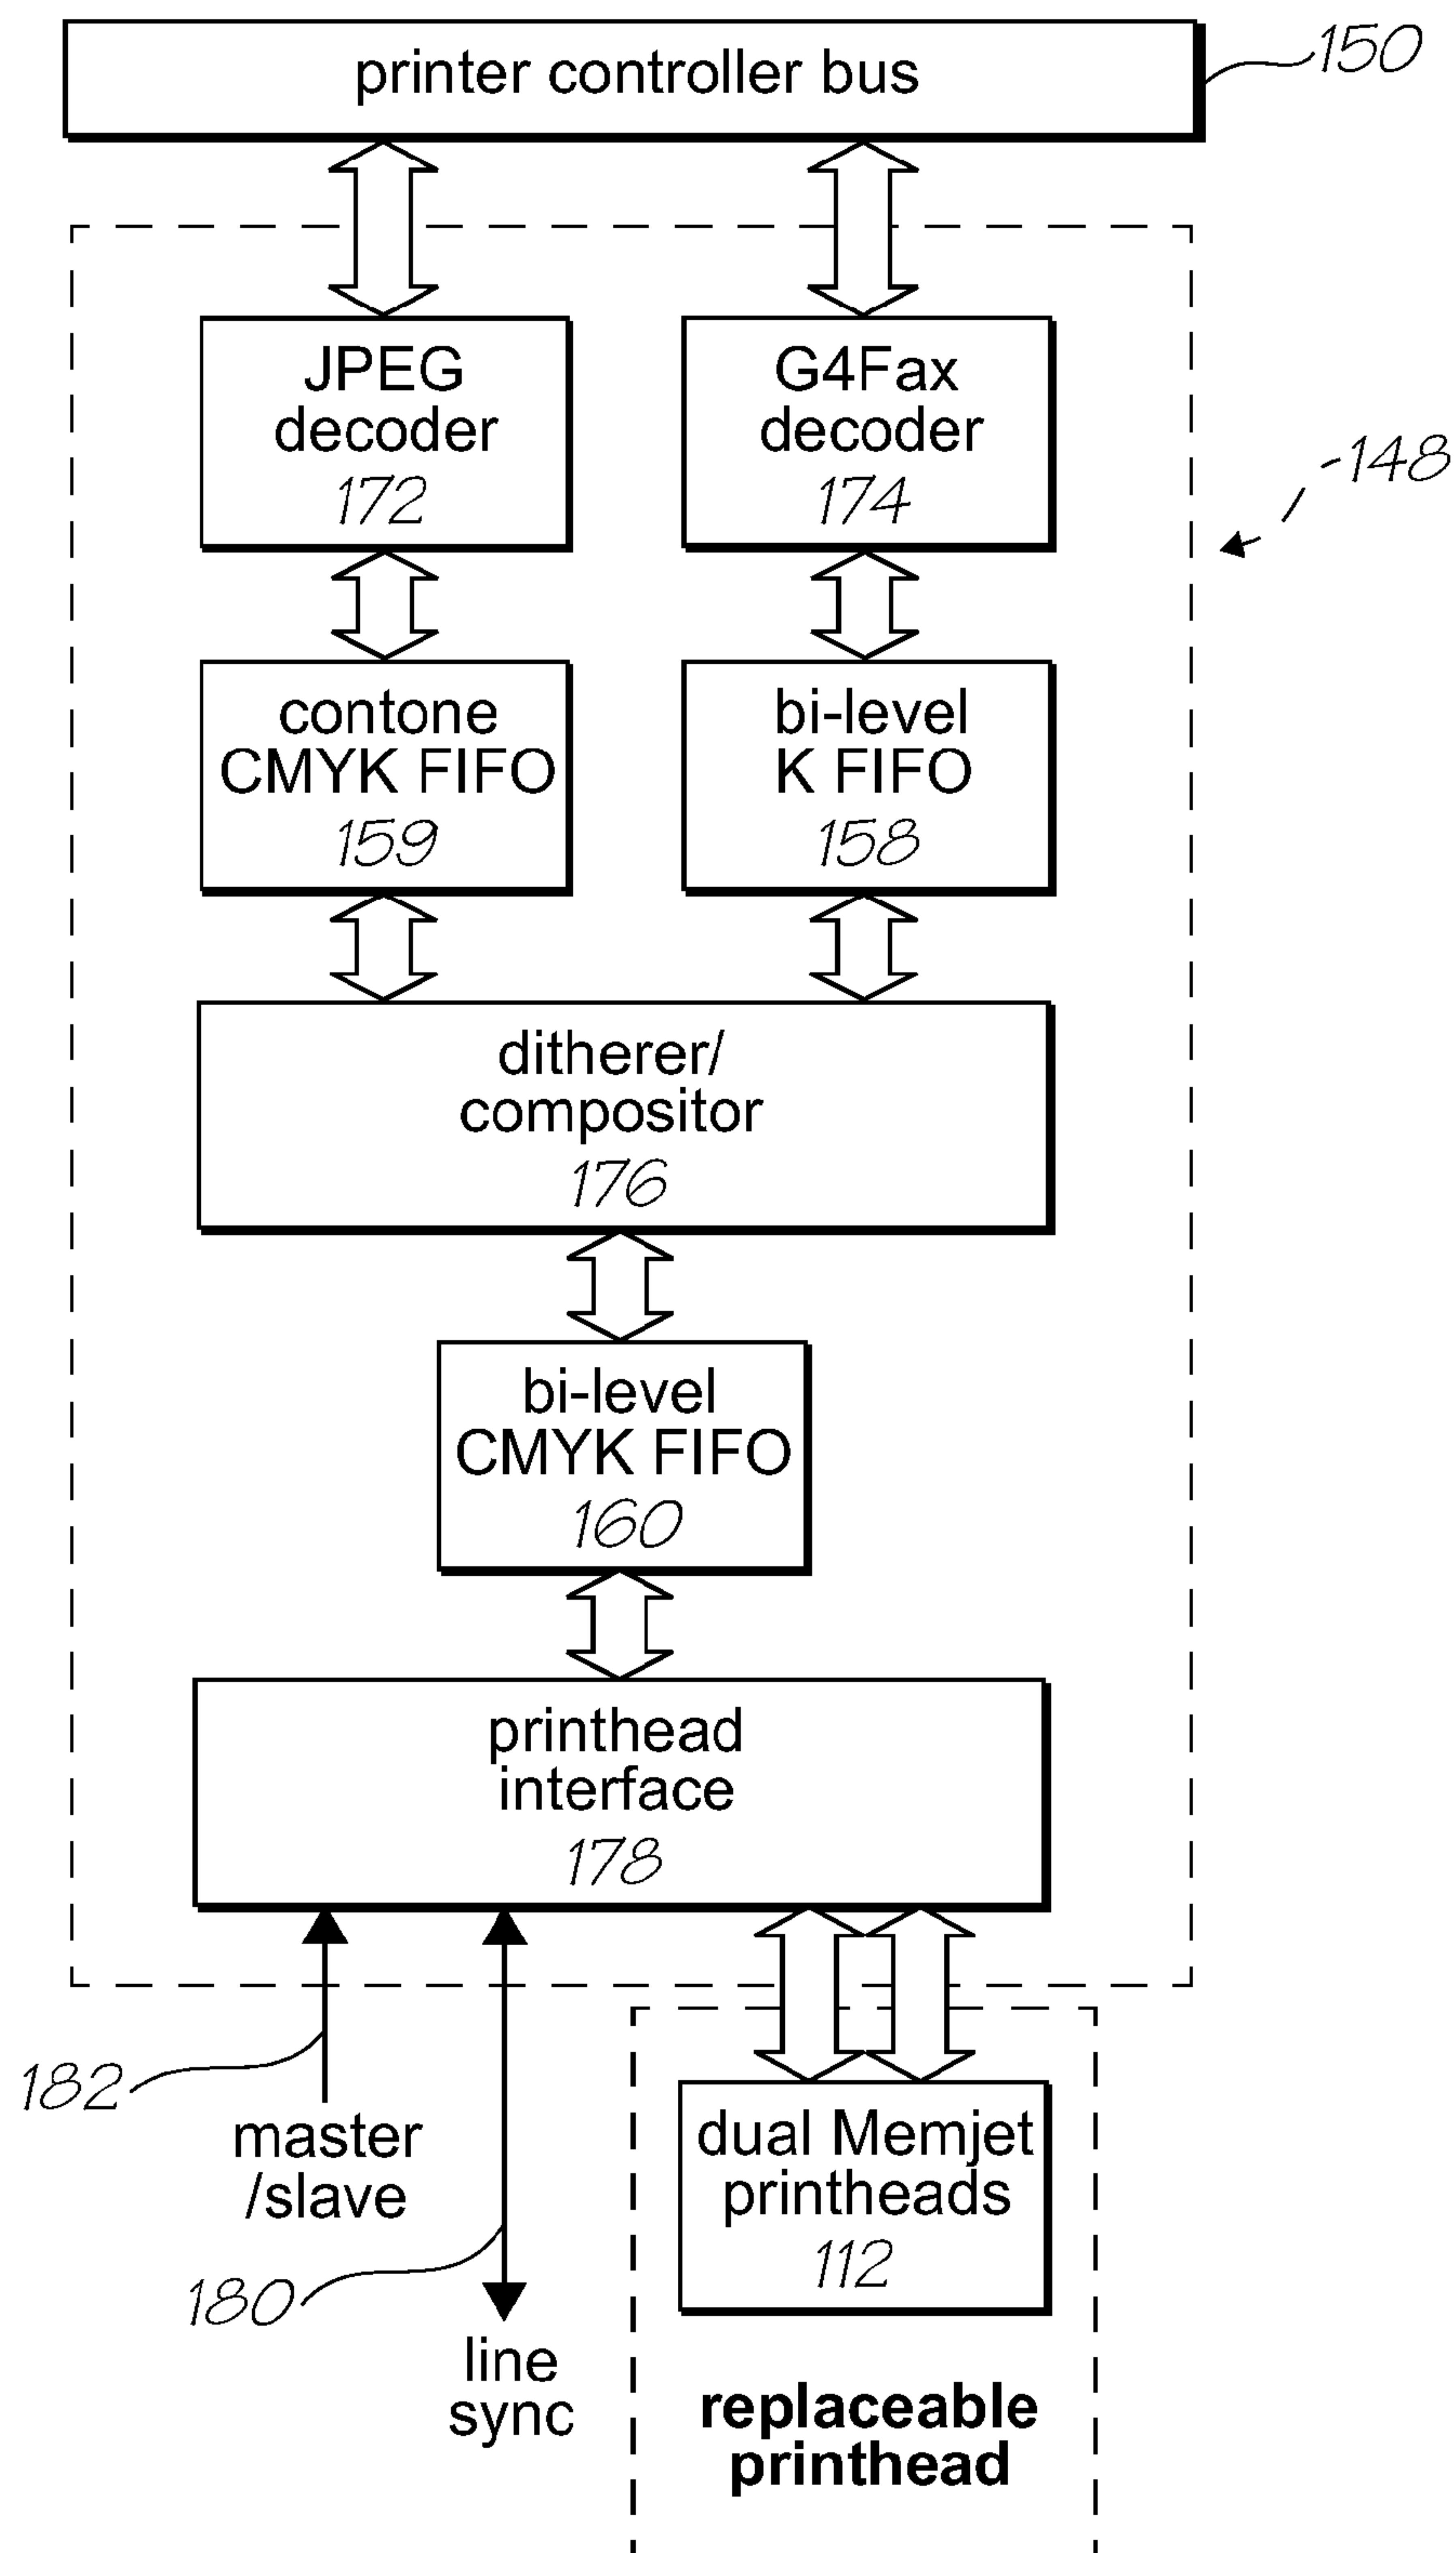 printer controller bus
150
JPEG
decoder
172
G4Fax
decoder
174
148
contone
CMYK FIFO
159
bi-level
K FIFO
158
ditherer/
compositor
176
bi-level
CMYK FIFO
160
printhead
interface
178
182
master
/slave
180
line
sync
dual Memjet
printheads
112
replaceable
printhead